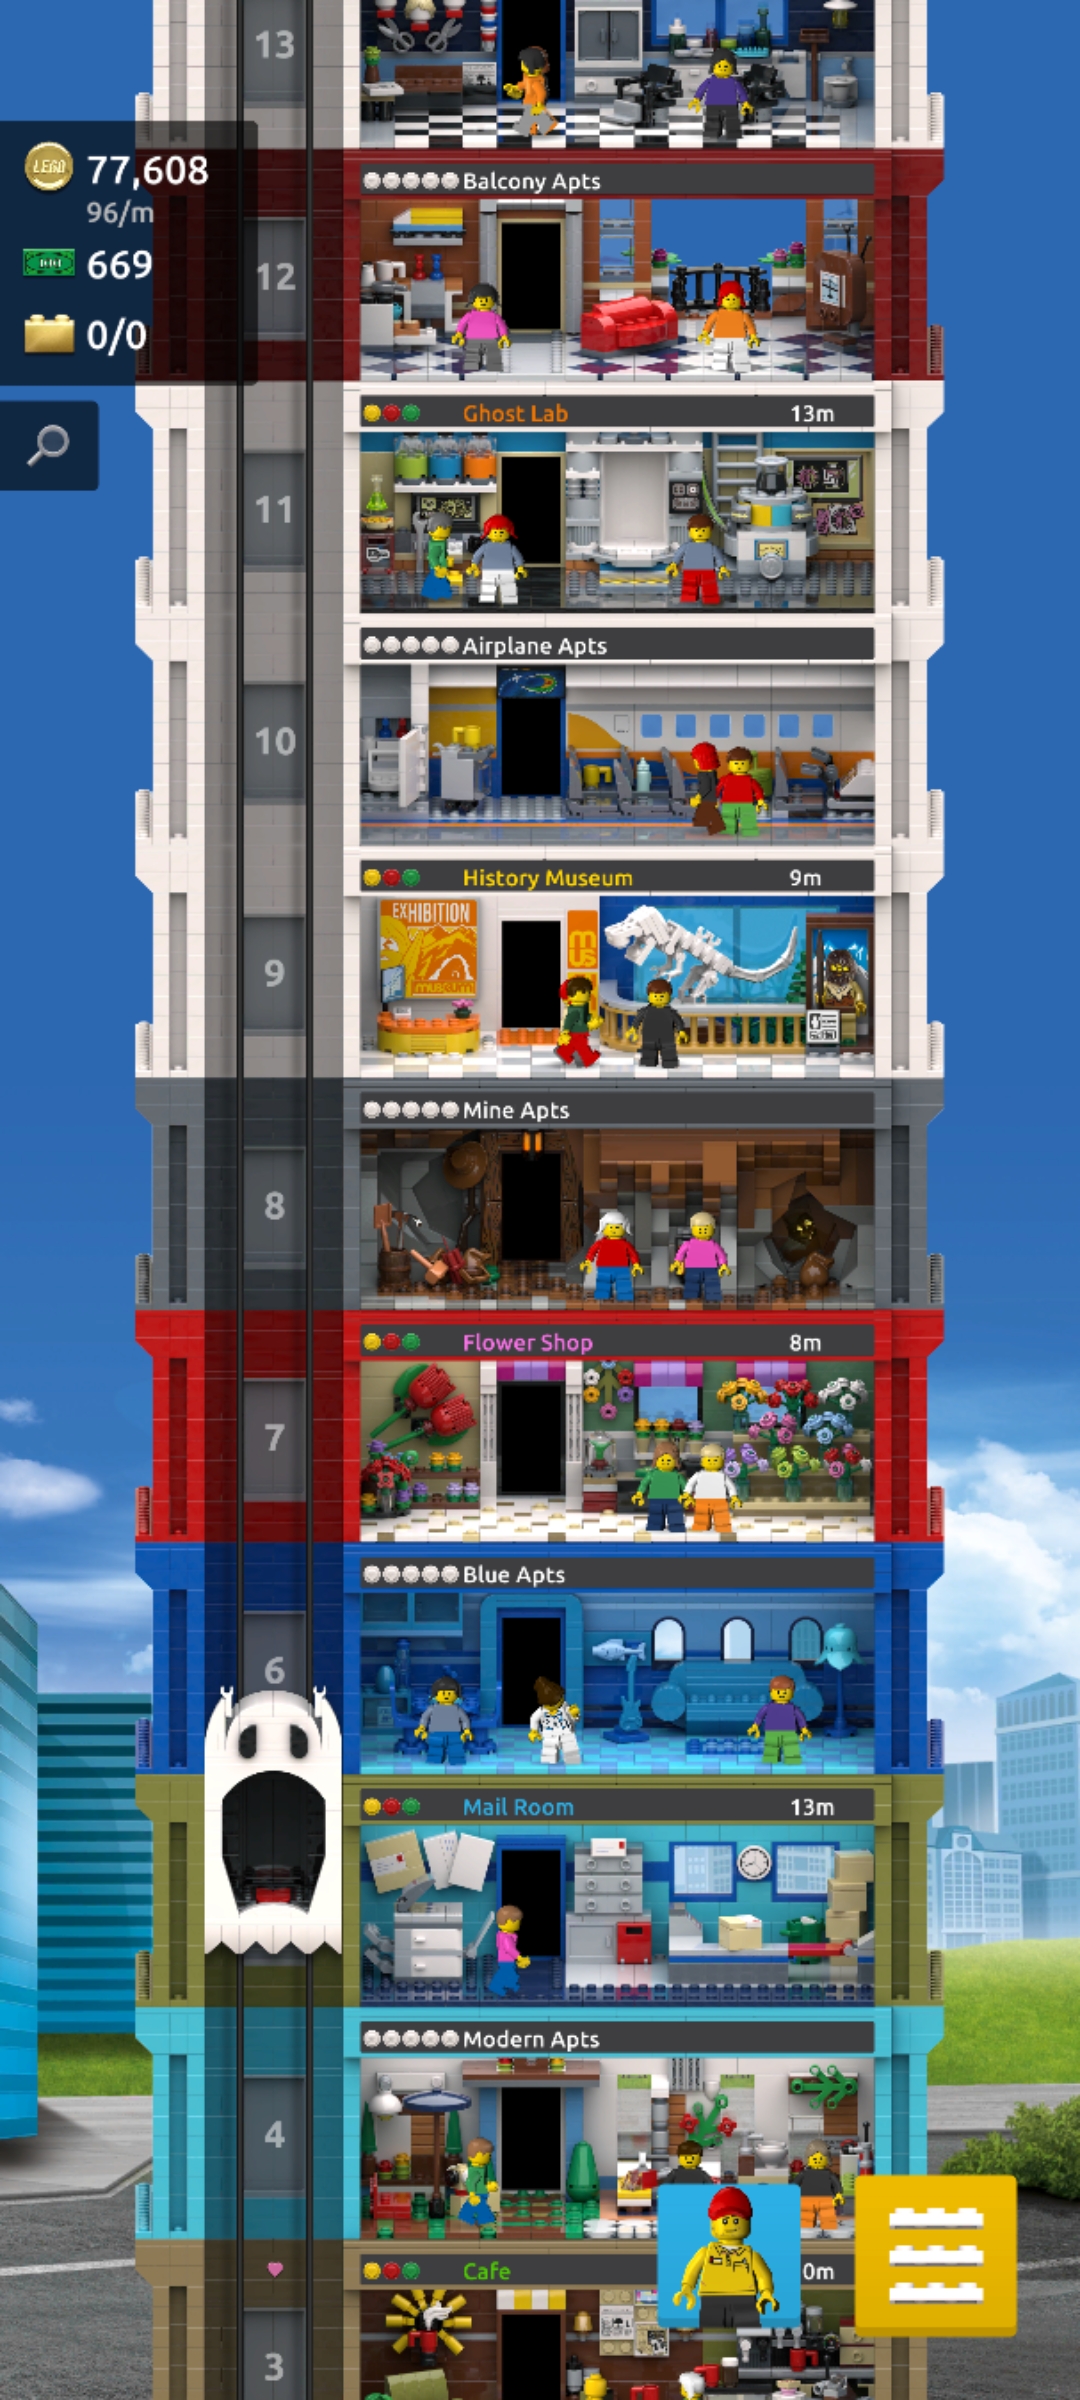 13
LEGO
77,608
96/m
669
0/0
Balcony Apts
12
Ghost Lab 13m
11
Airplane Apts
10
History Museum 9m
EXHIBITION
museum
mus
9
Mine Apts
8
Flower Shop 8m
7
Blue Apts
6
Mail Room 13m
Modern Apts
4
Cafe 0m
3